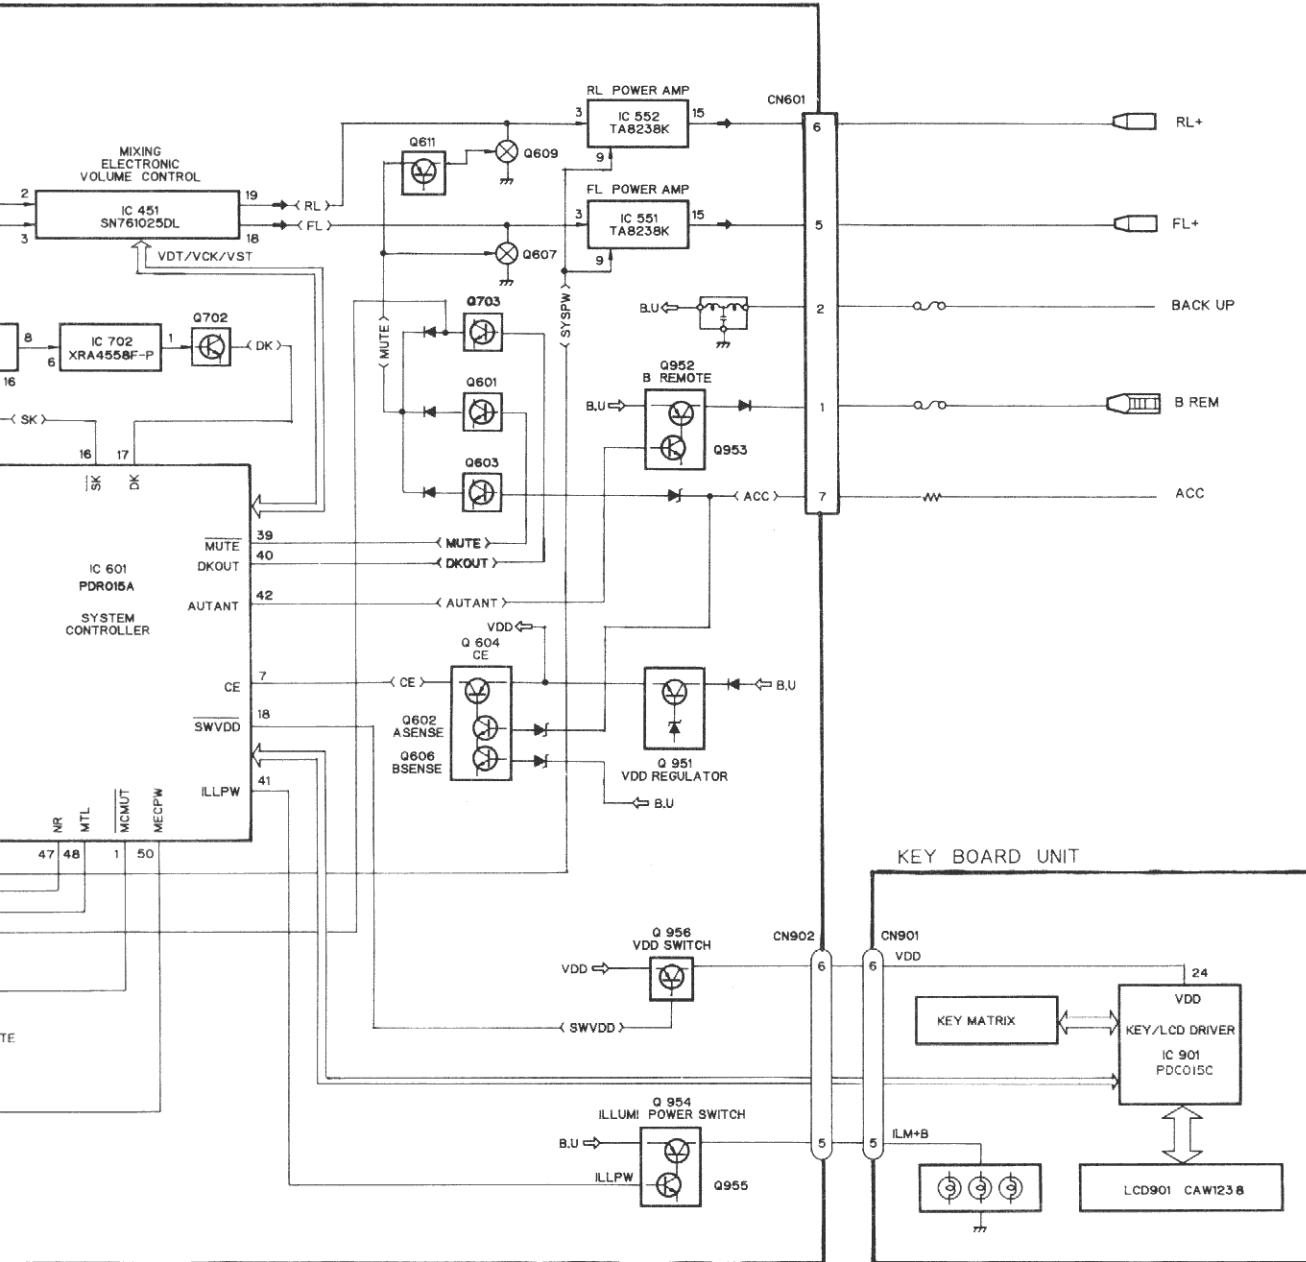 RL POWER AMP
CN601
3
IC 552
TA8238K
15
9
6
RL+
Q611
Q609
MIXING
ELECTRONIC
VOLUME CONTROL
2
3
IC 451
SN761025DL
19
18
RL
FL
FL POWER AMP
3
IC 551
TA8238K
15
9
5
FL+
Q607
VDT/VCK/VST
B.U
2
BACK UP
Q703
MUTE
SYSPW
Q702
8
16
6
IC 702
XRA4558F-P
1
DK
Q952
B REMOTE
B.U
1
B REM
Q953
Q601
SK
16
17
SK
DK
Q603
ACC
7
ACC
MUTE
39
MUTE
DKOUT
40
DKOUT
IC 601
PDR015A
SYSTEM
CONTROLLER
AUTANT
42
AUTANT
VDD
Q 604
CE
CE
7
CE
B.U
SWVDD
18
Q602
ASENSE
Q606
BSENSE
Q 951
VDD REGULATOR
ILLPW
41
B.U
NR
MTL
MCMUT
MECPW
47
48
1
50
KEY BOARD UNIT
Q 956
VDD SWITCH
CN902
CN901
VDD
6
6
VDD
24
VDD
KEY MATRIX
KEY/LCD DRIVER
IC 901
PDC015C
SWVDD
TE
Q 954
ILLUMI POWER SWITCH
B.U
5
5
ILM+B
ILLPW
Q955
LCD901 CAW1238